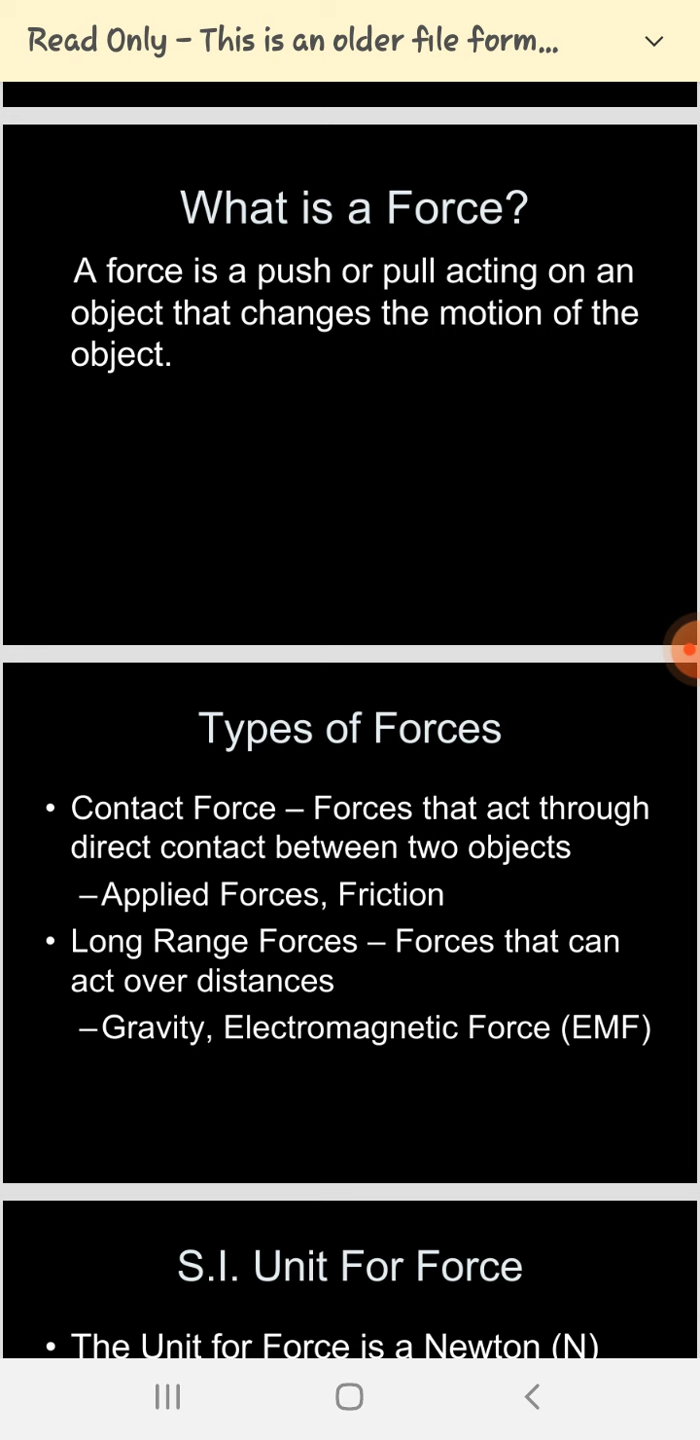 Read Only – This is an older file form...
What is a Force?
A force is a push or pull acting on an
object that changes the motion of the
object.
Types of Forces
• Contact Force – Forces that act through
direct contact between two objects
–Applied Forces, Friction
• Long Range Forces – Forces that can
act over distances
–Gravity, Electromagnetic Force (EMF)
S.I. Unit For Force
• The Unit for Force is a Newton (N)